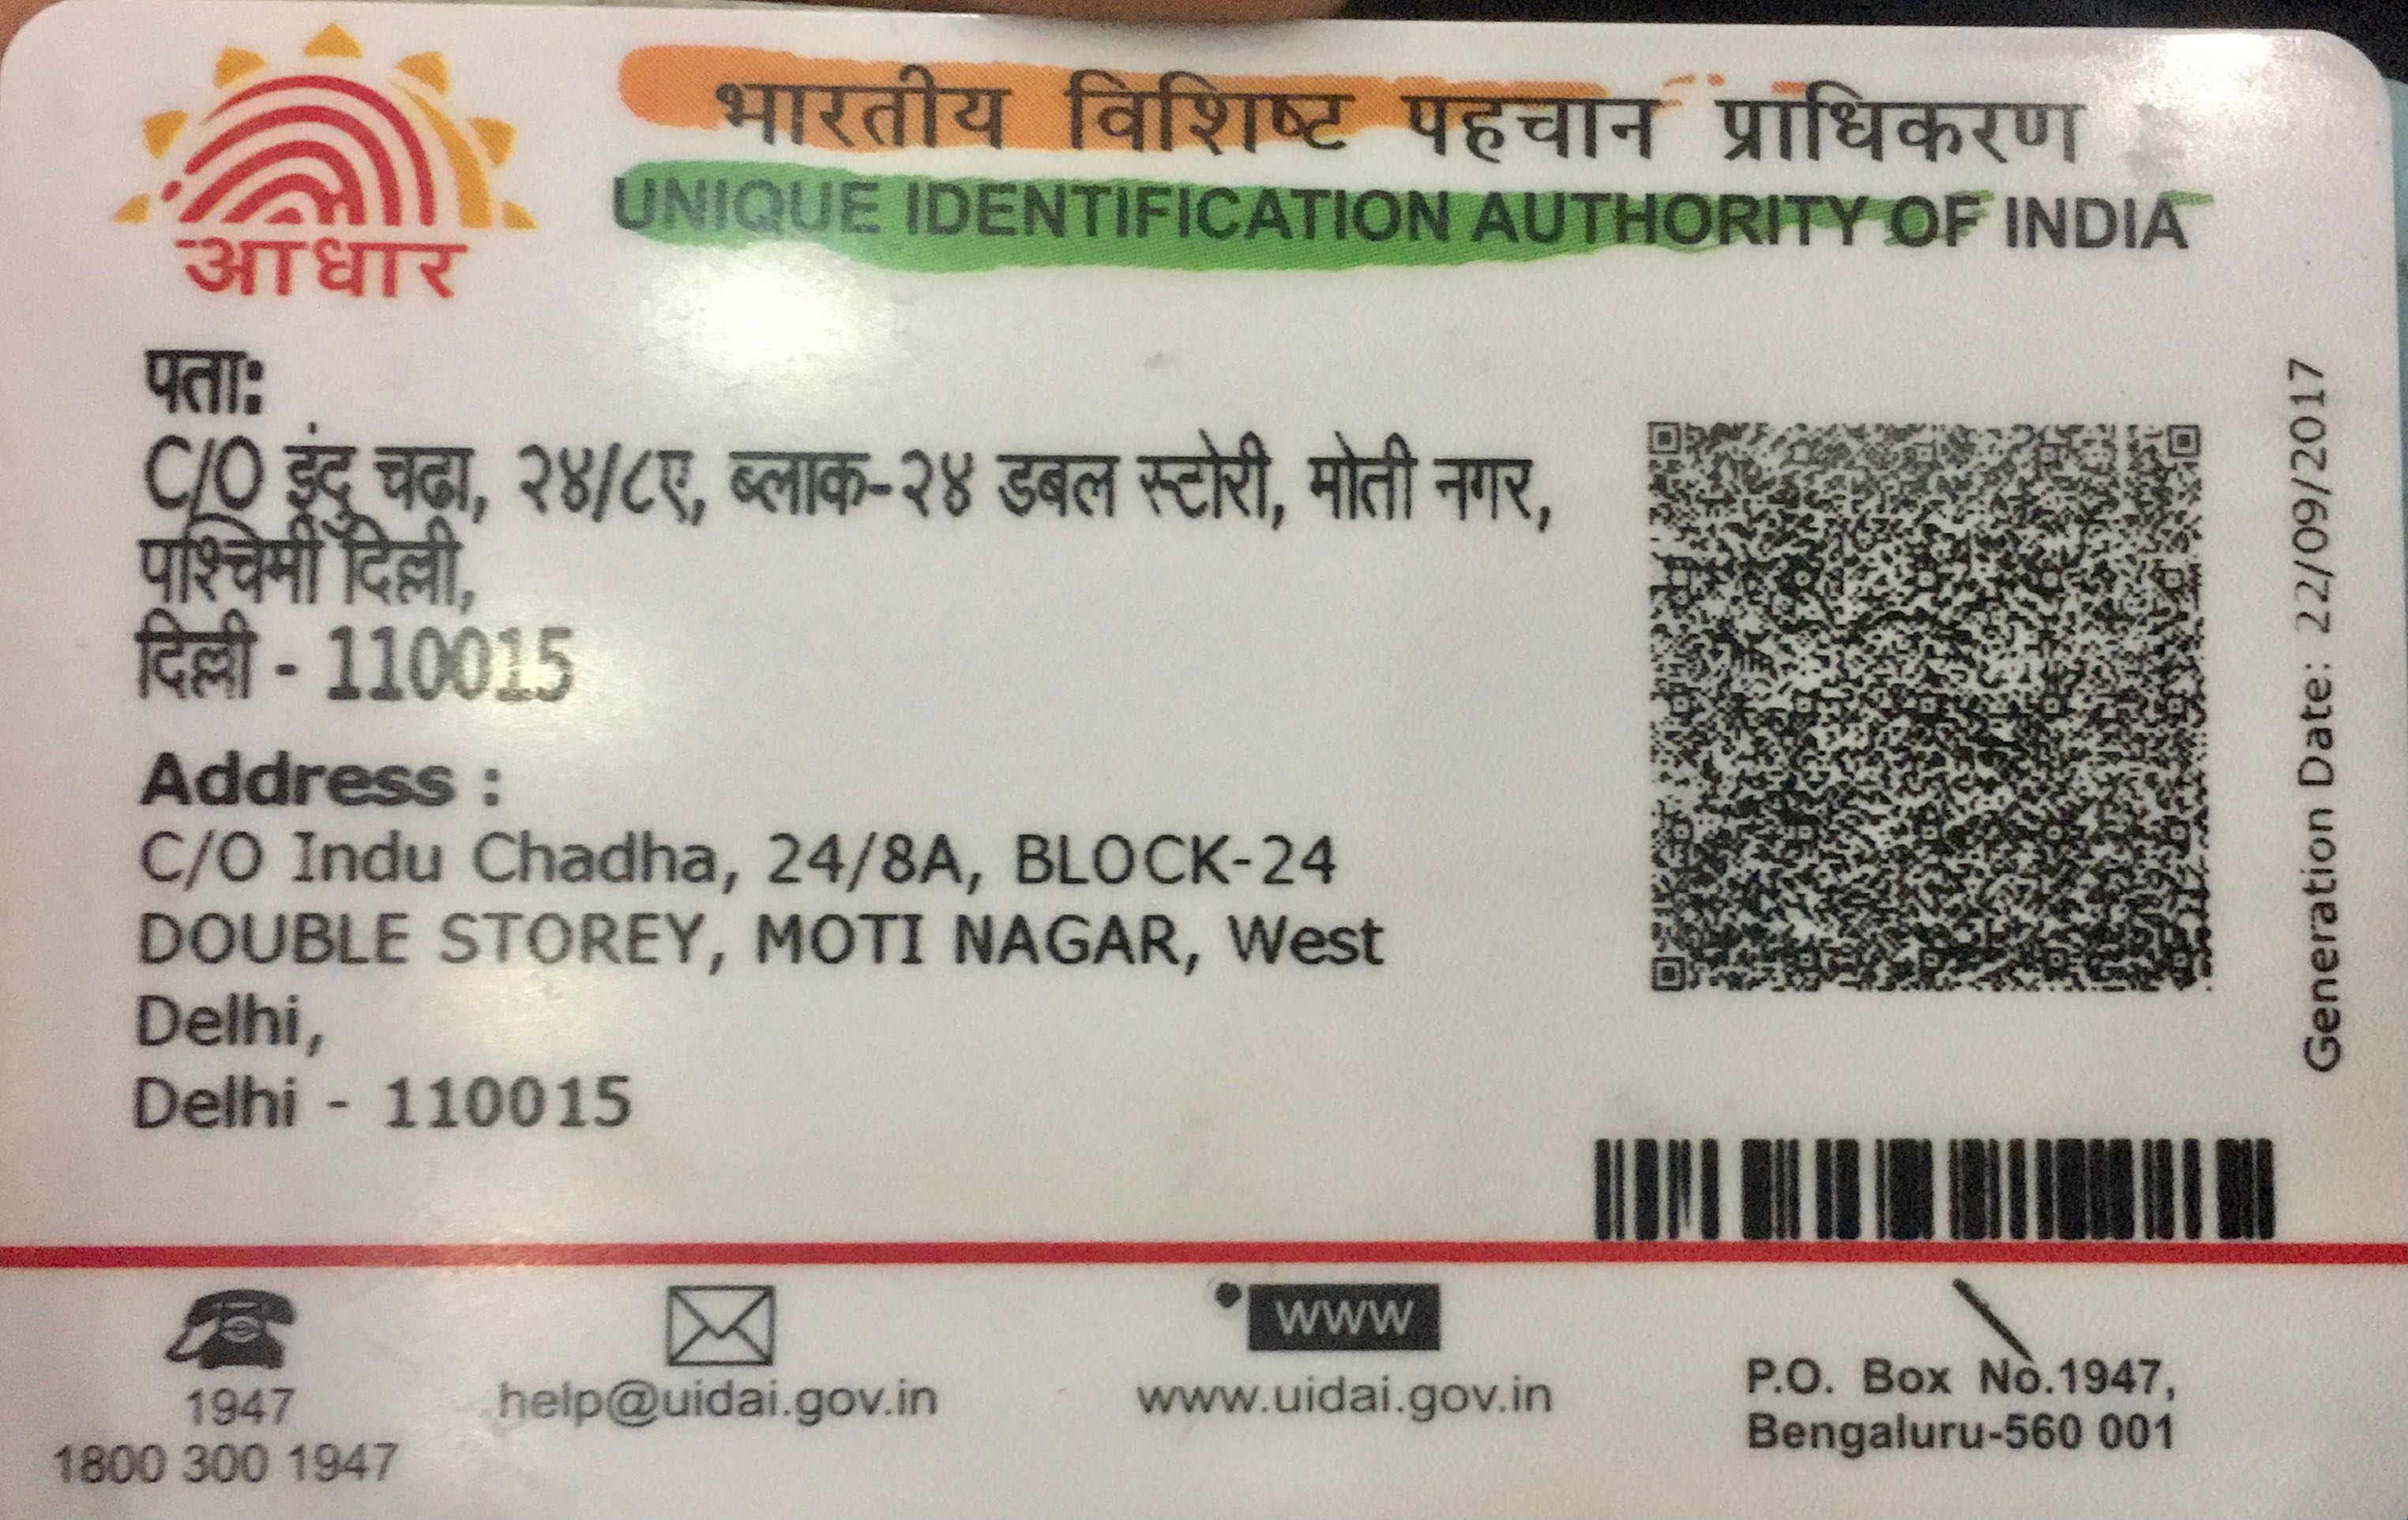 आधार
भारतीय विशिष्ट पहचान प्राधिकरण
UNIQUE IDENTIFICATION AUTHORITY OF INDIA
पता:
C/O इंदु चढा, २४/८ए, ब्लाक-२४ डबल स्टोरी, मोती नगर,
पश्चिमी दिल्ली,
दिल्ली - 110015
Address :
C/O Indu Chadha, 24/8A, BLOCK-24
DOUBLE STOREY, MOTI NAGAR, West
Delhi,
Delhi - 110015
Generation Date: 22/09/2017
1947
1800 300 1947
help@uidai.gov.in
WWW
www.uidai.gov.in
P.O. Box No.1947,
Bengaluru-560 001